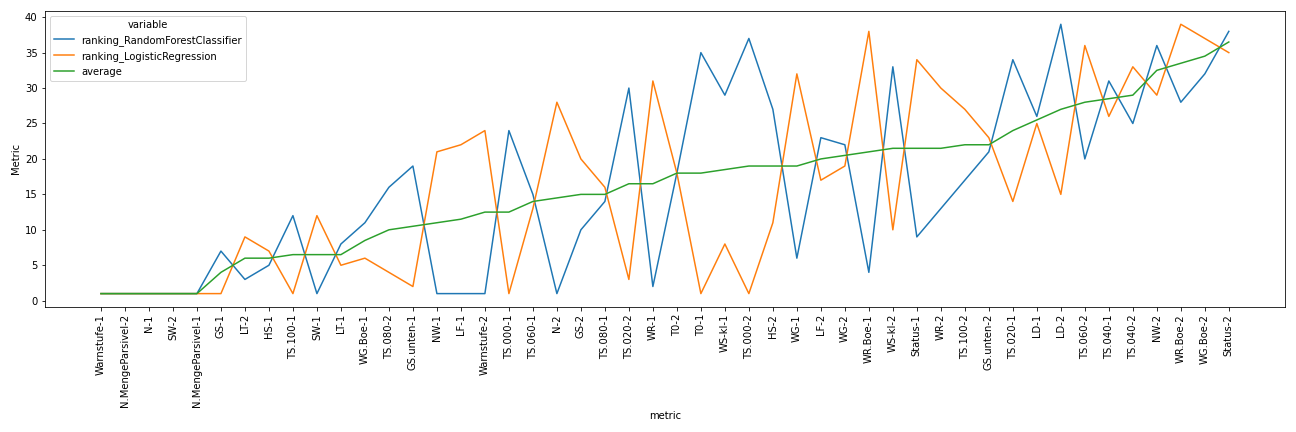 variable
ranking_RandomForestClassifier
ranking_LogisticRegression
average
Metric
40
35
30
25
20
15
10
5
0
Warnstufe-1
N.MengeParsivel-2
N-1
SW-2
N.MengeParsivel-1
GS-1
LT-2
HS-1
TS.100-1
SW-1
LT-1
WG.Boe-1
TS.080-2
GS.unten-1
NW-1
LF-1
Warnstufe-2
TS.000-1
TS.060-1
N-2
GS-2
TS.080-1
TS.020-2
WR-1
T0-2
T0-1
WS-kl-1
TS.000-2
HS-2
WG-1
LF-2
WG-2
WR.Boe-1
WS-kl-2
Status-1
WR-2
TS.100-2
GS.unten-2
TS.020-1
LD-1
LD-2
TS.060-2
TS.040-1
TS.040-2
NW-2
WR.Boe-2
WG.Boe-2
Status-2
metric